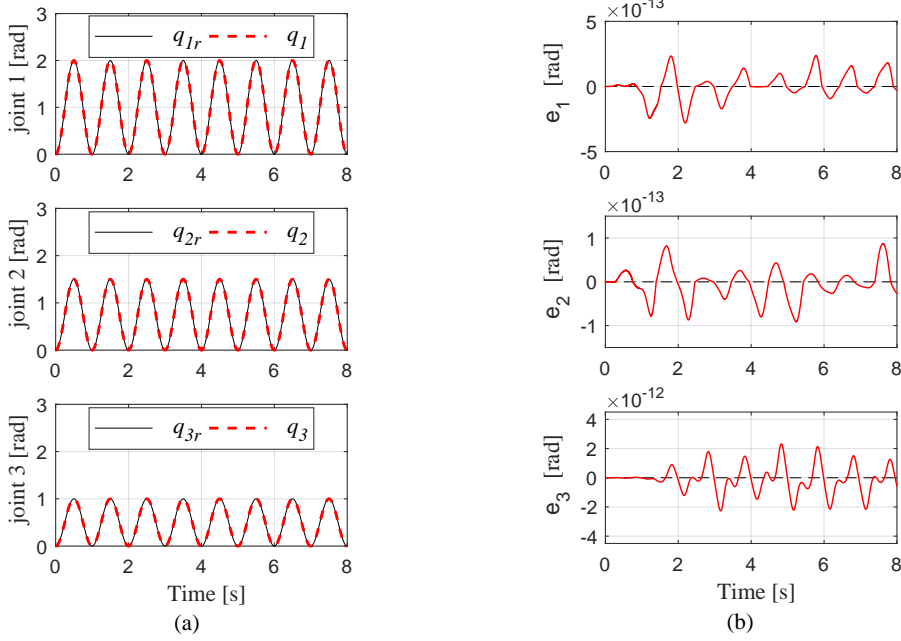 3
2
1
0
joint 1 [rad]
q1r q1
0 2 4 6 8
3
2
1
0
joint 2 [rad]
q2r q2
0 2 4 6 8
3
2
1
0
joint 3 [rad]
q3r q3
0 2 4 6 8
Time [s]
(a)
×10-13
5
0
-5
e1 [rad]
0 2 4 6 8
×10-13
1
0
-1
e2 [rad]
0 2 4 6 8
×10-12
4
2
0
-2
-4
e3 [rad]
0 2 4 6 8
Time [s]
(b)